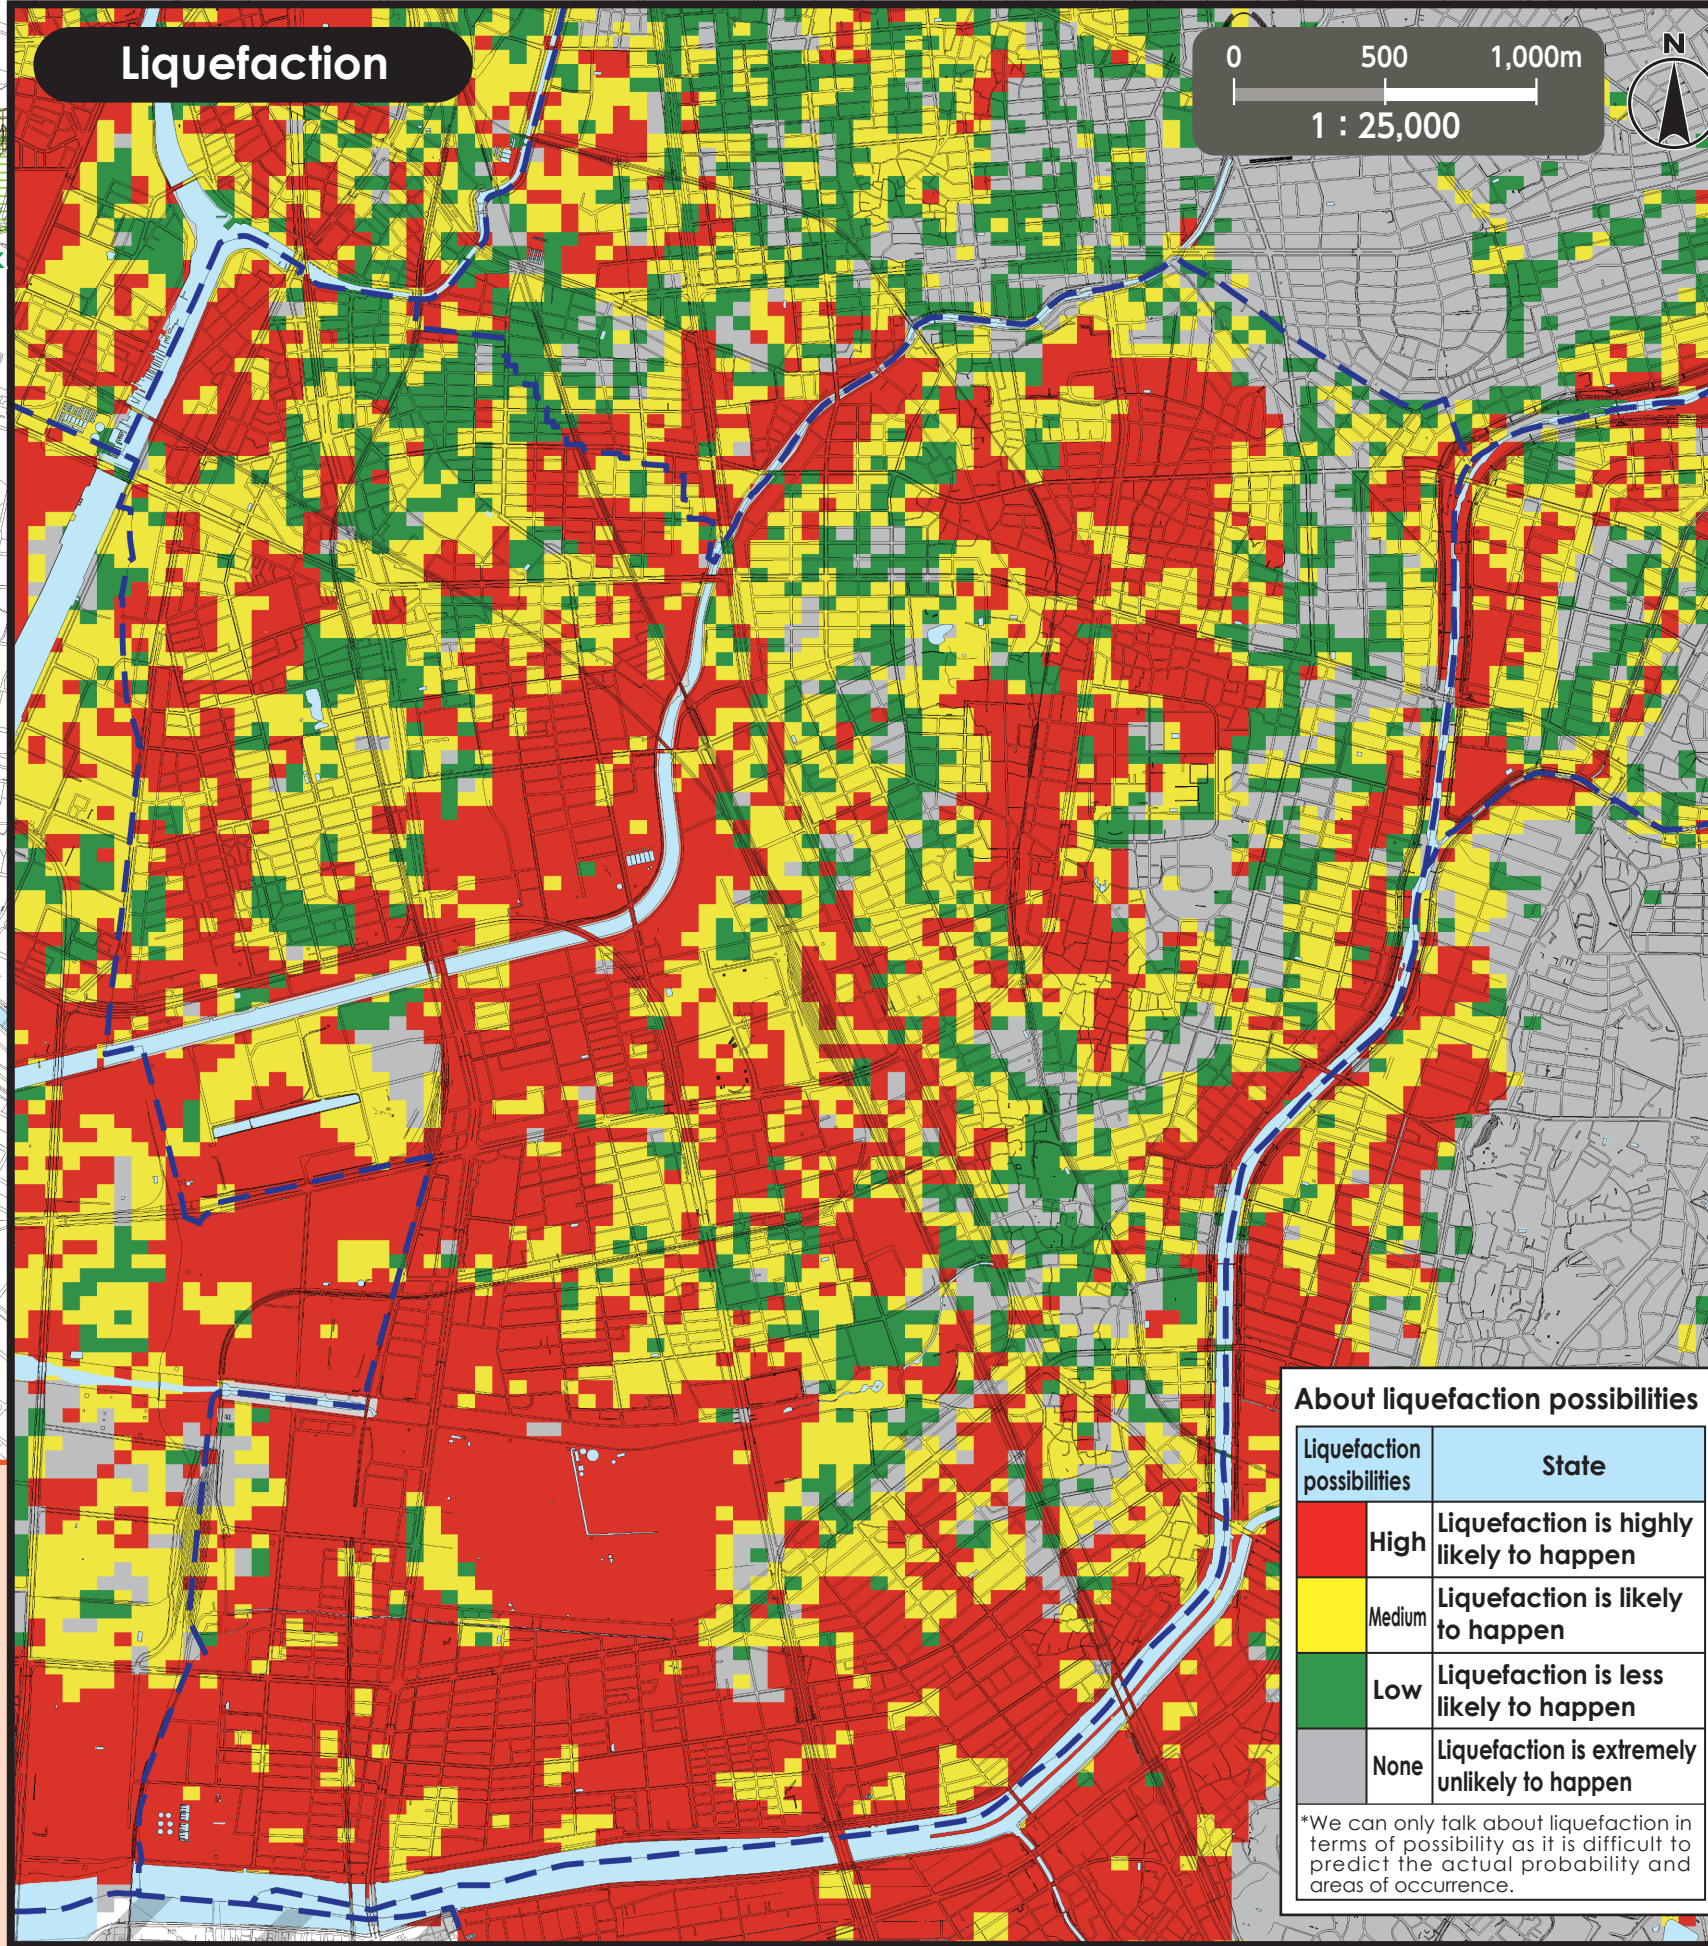 Liquefaction
0 500 1,000m
1 : 25,000
N
About liquefaction possibilities
Liquefaction possibilities
State
High
Liquefaction is highly
likely to happen
Medium
Liquefaction is likely
to happen
Low
Liquefaction is less
likely to happen
None
Liquefaction is extremely
unlikely to happen
*We can only talk about liquefaction in
terms of possibility as it is difficult to
predict the actual probability and
areas of occurrence.